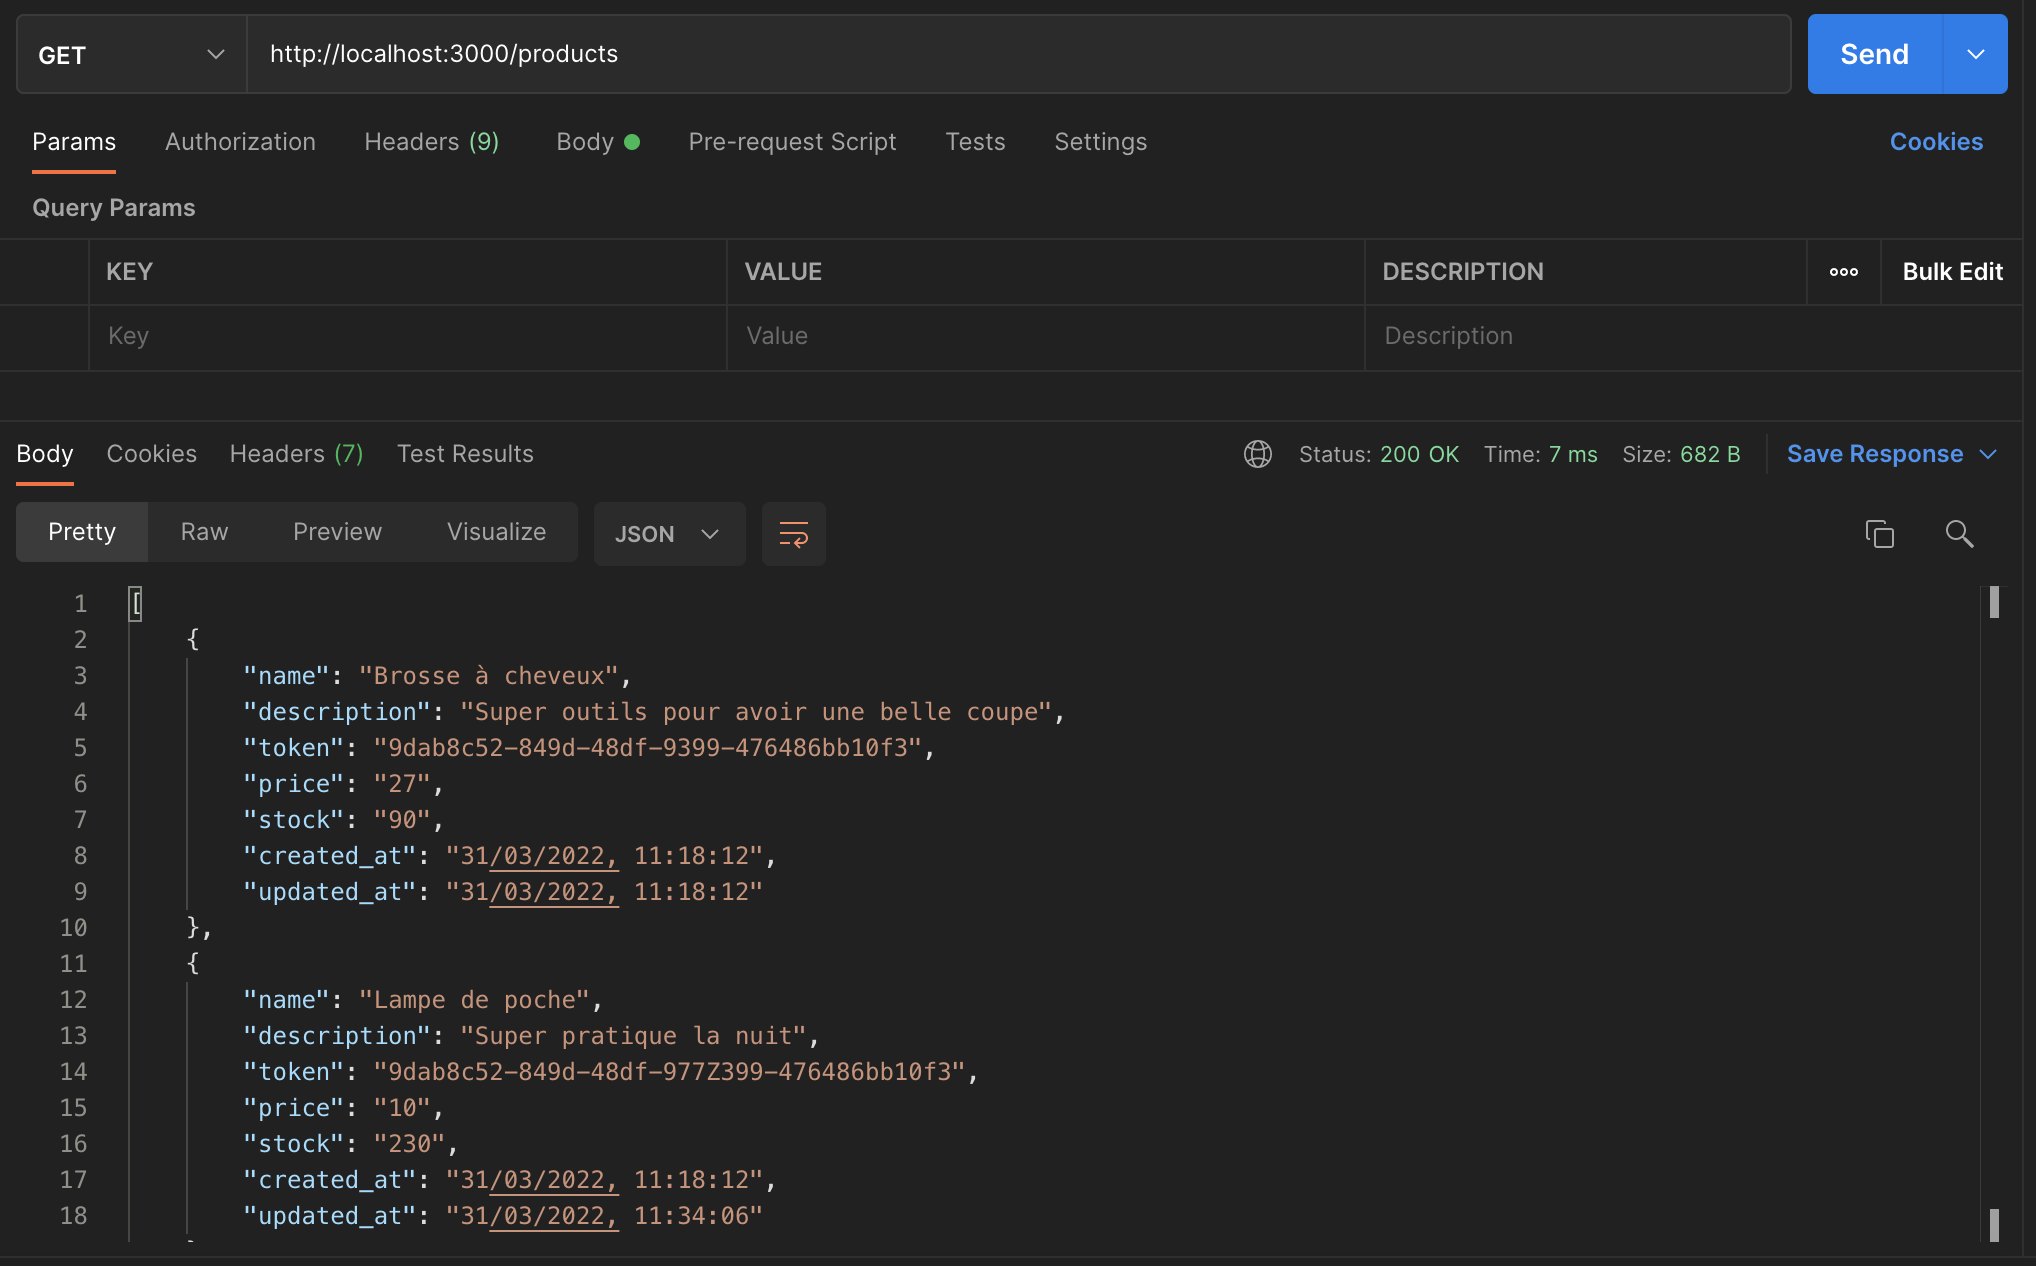 GET http://localhost:3000/products Send
Params Authorization Headers (9) Body Pre-request Script Tests Settings Cookies
Query Params
KEY VALUE DESCRIPTION Bulk Edit
Key Value Description
Body Cookies Headers (7) Test Results Status: 200 OK Time: 7 ms Size: 682 B Save Response
Pretty Raw Preview Visualize JSON
1 [
2 {
3 "name": "Brosse à cheveux",
4 "description": "Super outils pour avoir une belle coupe",
5 "token": "9dab8c52-849d-48df-9399-476486bb10f3",
6 "price": "27",
7 "stock": "90",
8 "created_at": "31/03/2022, 11:18:12",
9 "updated_at": "31/03/2022, 11:18:12"
10 },
11 {
12 "name": "Lampe de poche",
13 "description": "Super pratique la nuit",
14 "token": "9dab8c52-849d-48df-977Z399-476486bb10f3",
15 "price": "10",
16 "stock": "230",
17 "created_at": "31/03/2022, 11:18:12",
18 "updated_at": "31/03/2022, 11:34:06"